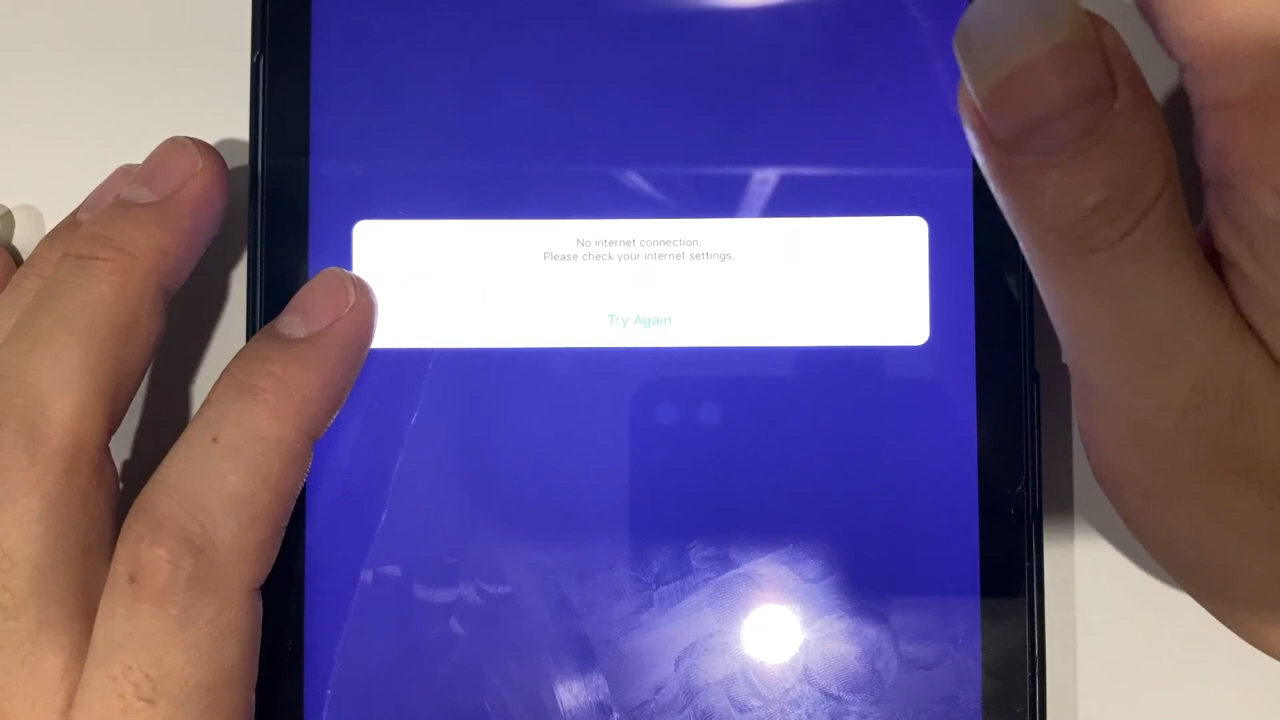 No internet connection.
Please check your internet settings.
Try Again